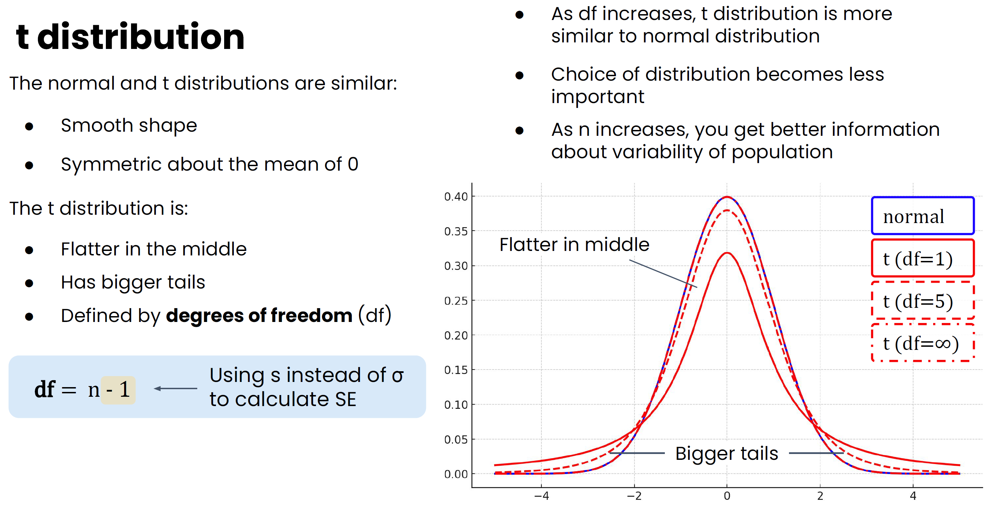 t distribution
The normal and t distributions are similar:
● Smooth shape
● Symmetric about the mean of 0
The t distribution is:
● Flatter in the middle
● Has bigger tails
● Defined by degrees of freedom (df)
df = n - 1
Using s instead of σ
to calculate SE
● As df increases, t distribution is more
similar to normal distribution
● Choice of distribution becomes less
important
● As n increases, you get better information
about variability of population
0.40
0.35
0.30
0.25
0.20
0.15
0.10
0.05
0.00
Flatter in middle
Bigger tails
normal
t (df=1)
t (df=5)
t (df=∞)
−4 −2 0 2 4